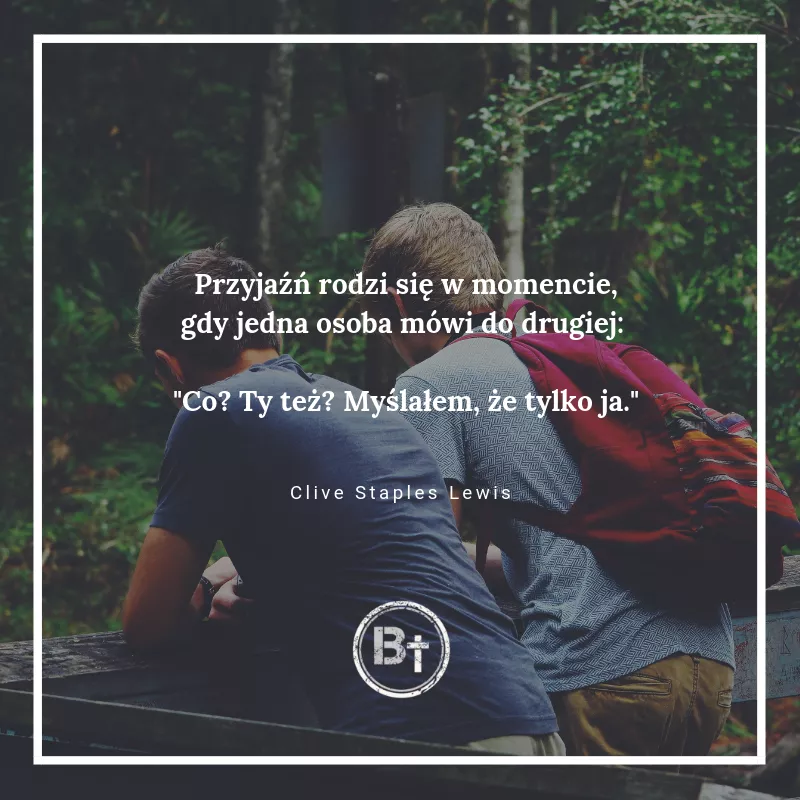 Przyjaźń rodzi się w momencie,
gdy jedna osoba mówi do drugiej:
"Co? Ty też? Myślałem, że tylko ja."
Clive Staples Lewis
B†